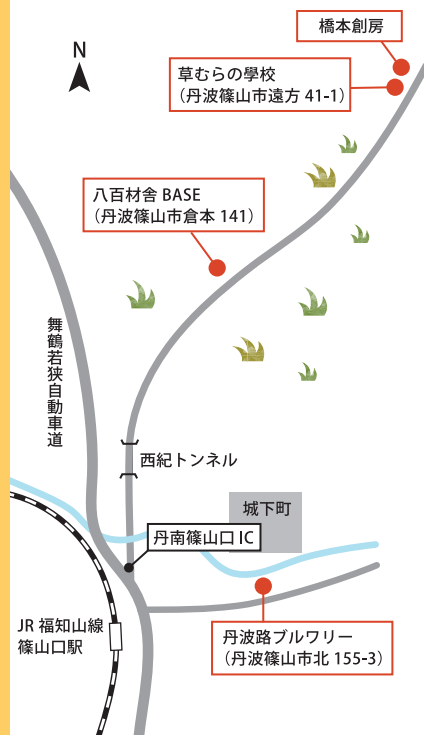 橋本創房
N
草むらの學校
（丹波篠山市遠方 41-1）
八百材舎 BASE
（丹波篠山市倉本 141）
舞鶴若狭自動車道
西紀トンネル
城下町
丹南篠山口 IC
JR 福知山線
篠山口駅
丹波路ブルワリー
（丹波篠山市北 155-3）